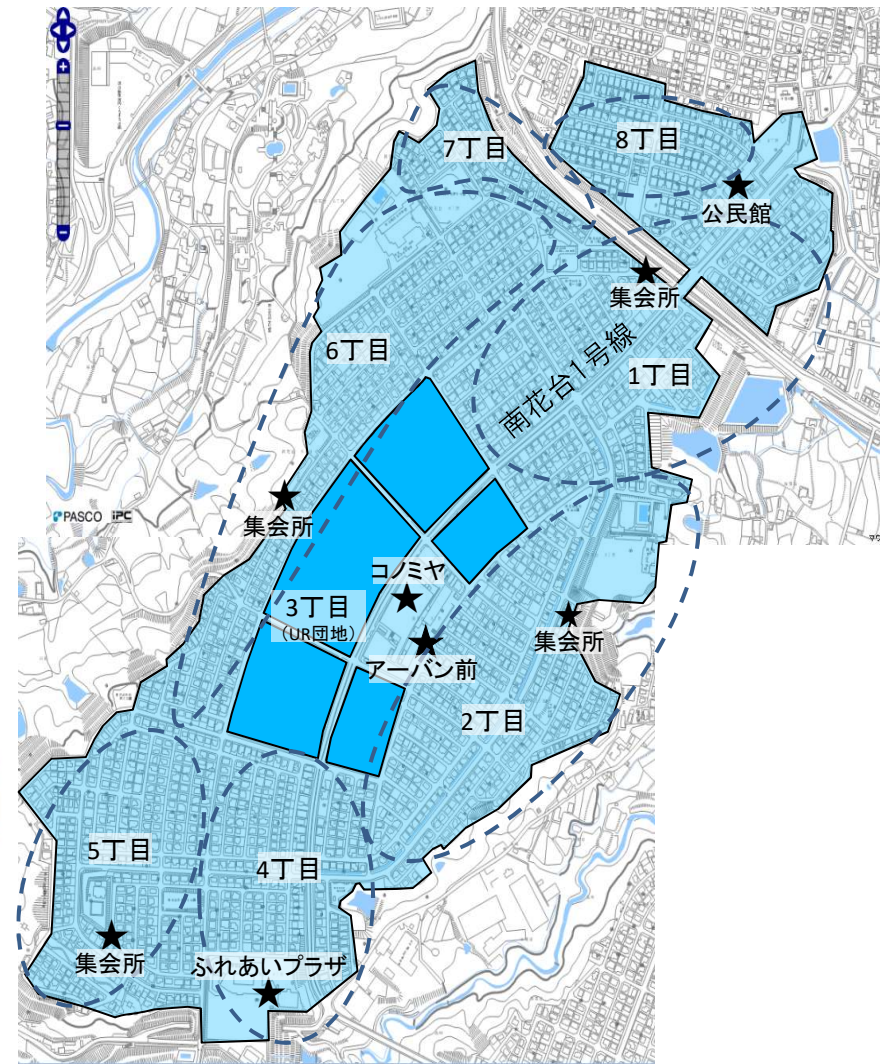 7丁目
8丁目
公民館
集会所
6丁目
1丁目
南花台1号線
PASCO iPC
集会所
コノミヤ
3丁目
(UR団地)
集会所
アーバン前
2丁目
5丁目
4丁目
集会所
ふれあいプラザ